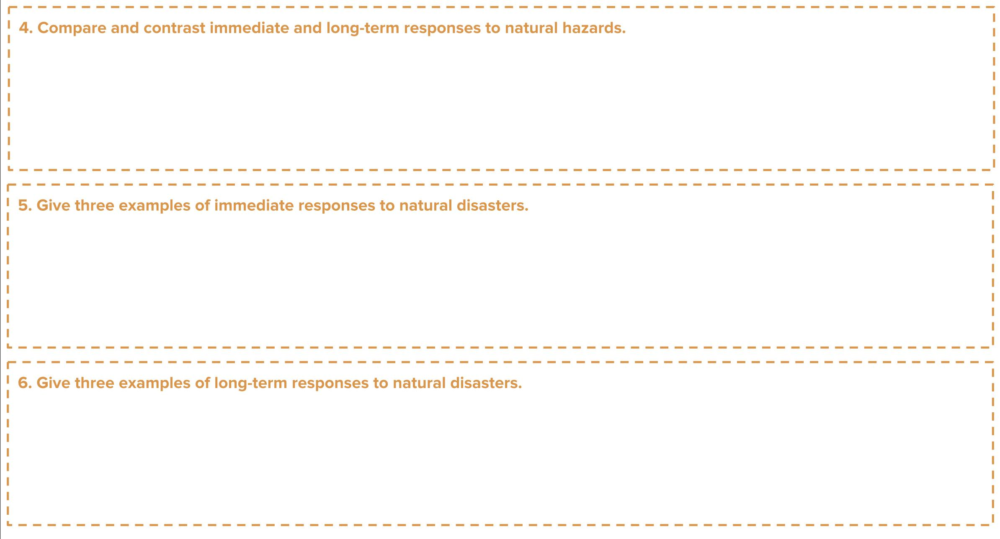 4. Compare and contrast immediate and long-term responses to natural hazards.
5. Give three examples of immediate responses to natural disasters.
6. Give three examples of long-term responses to natural disasters.